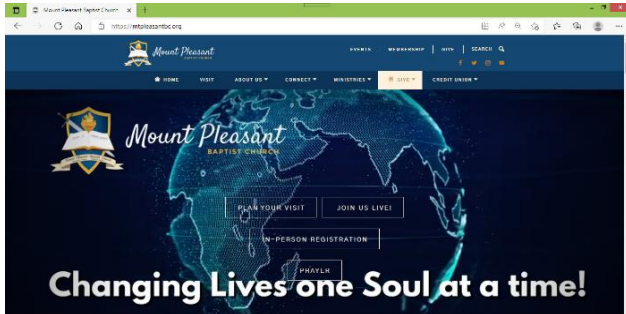 Mount Pleasant Baptist Church
https://mtpleasantbc.org
Mount Pleasant
BAPTIST CHURCH
EVENTS MEMBERSHIP GIVE SEARCH
HOME VISIT ABOUT US CONNECT MINISTRIES LIVE CREDIT UNION
Mount Pleasant
BAPTIST CHURCH
PLAN YOUR VISIT JOIN US LIVE!
IN-PERSON REGISTRATION
PRAYER
Changing Lives one Soul at a time!